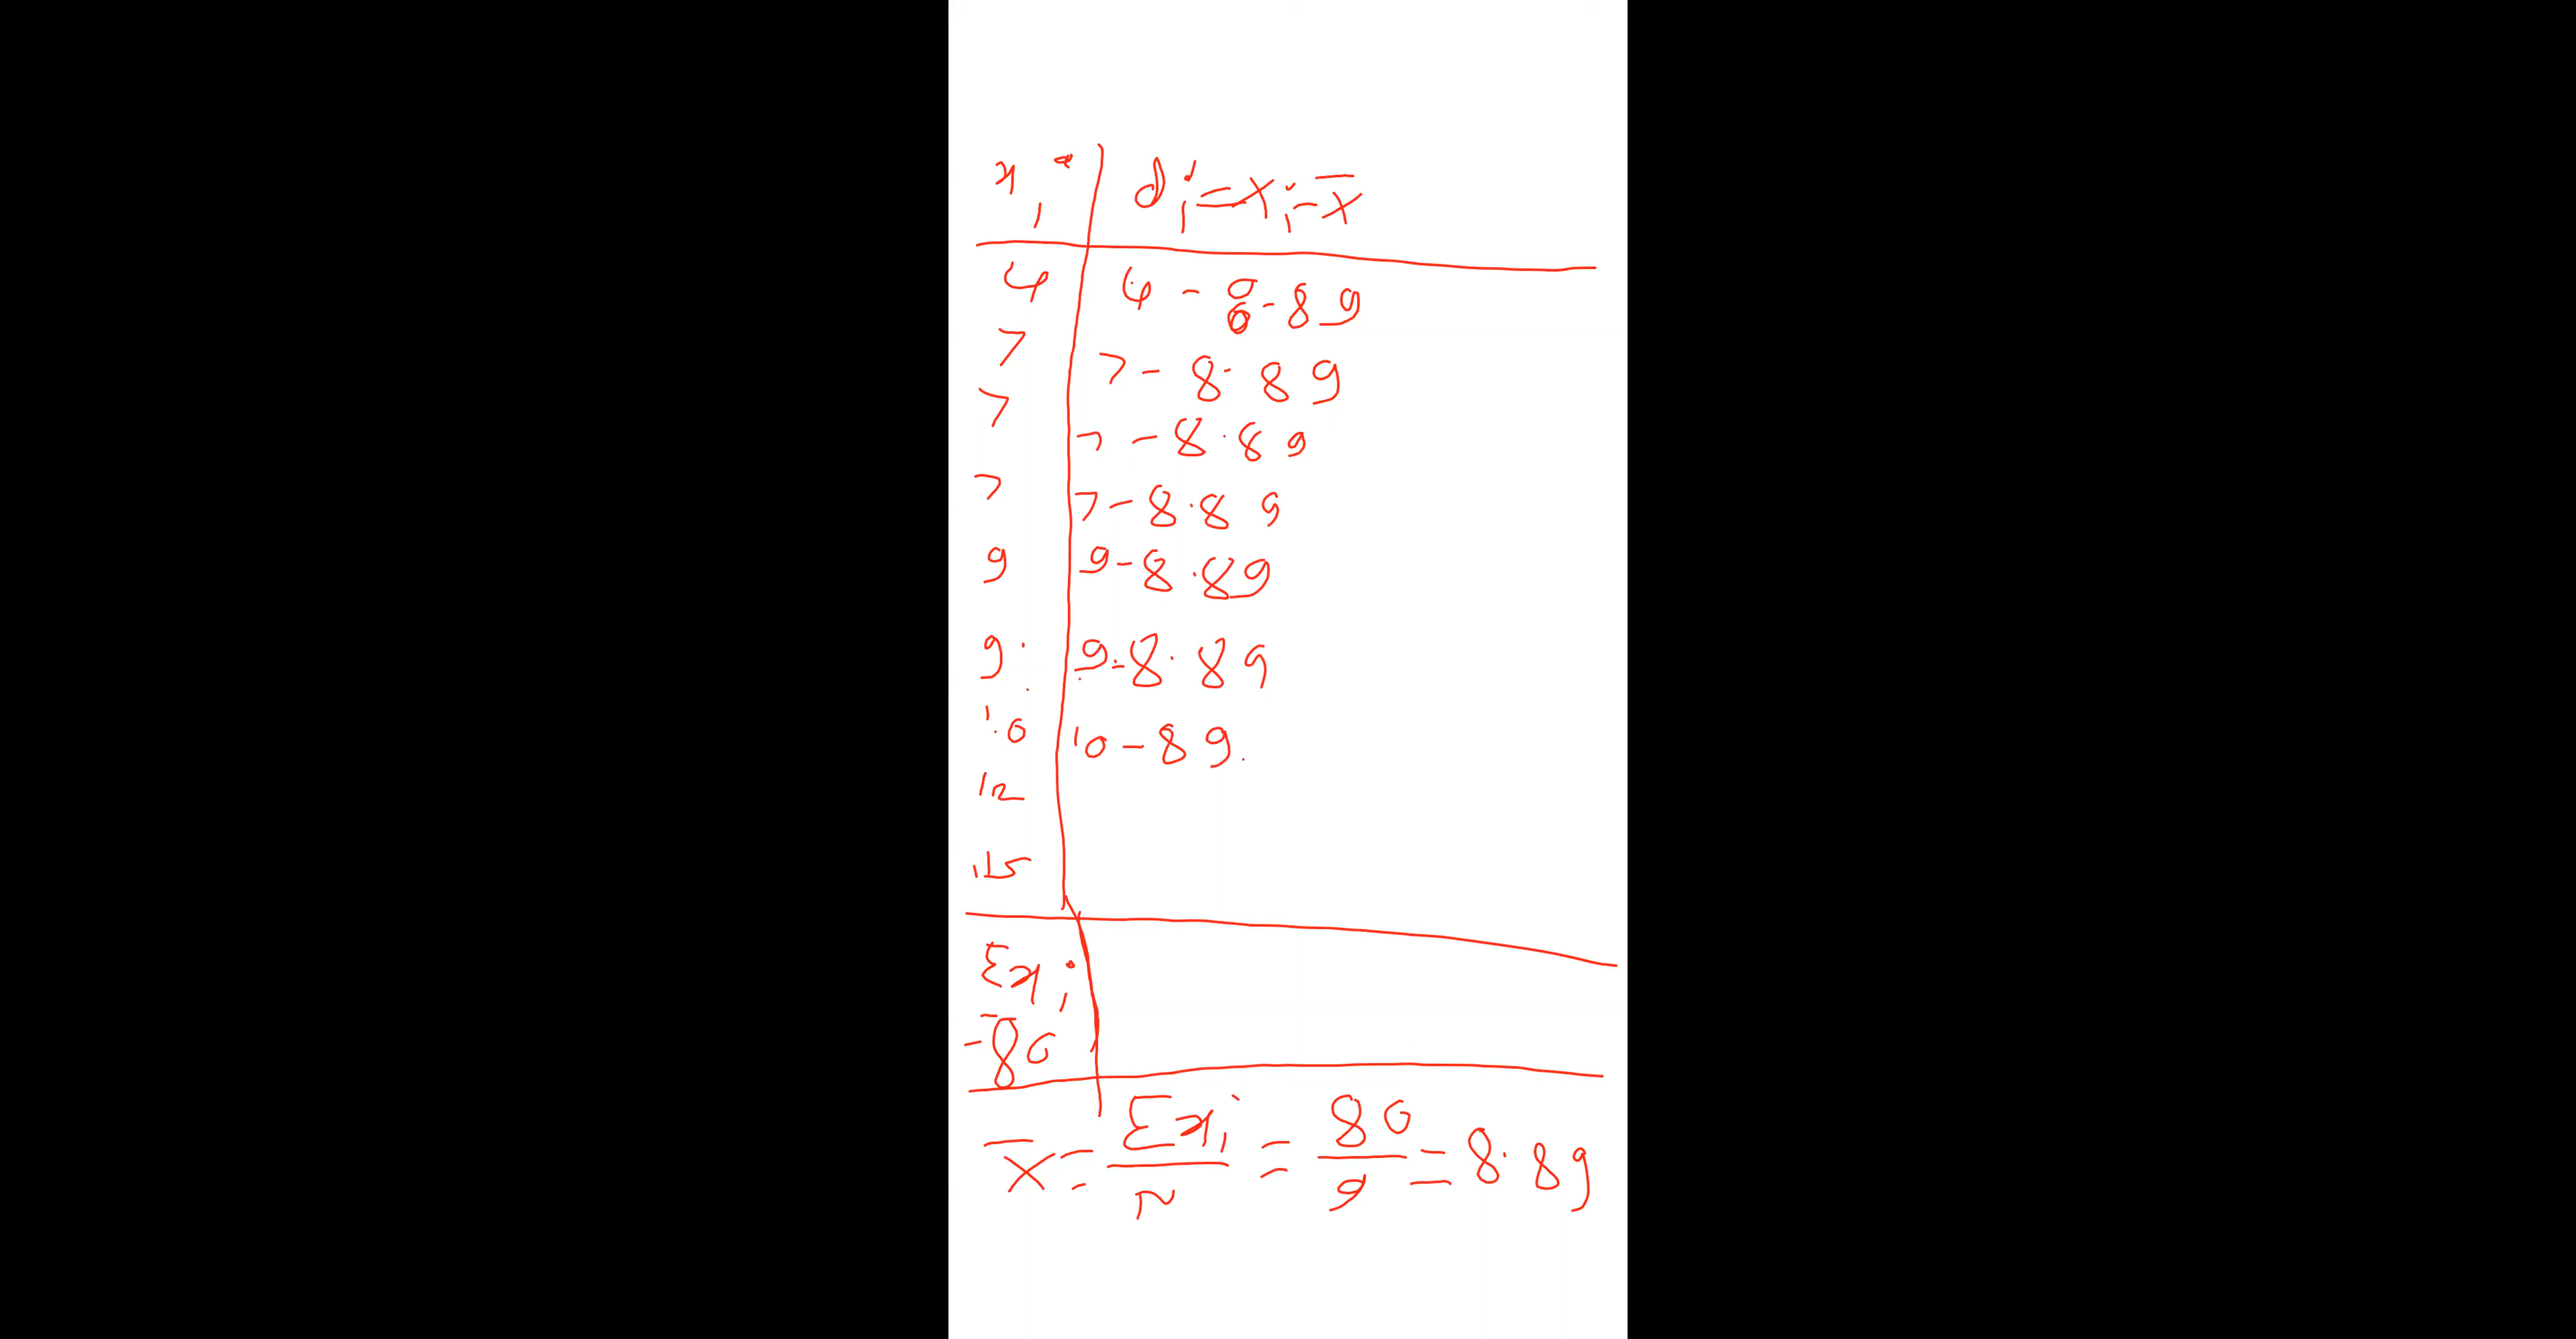 xi di = xi - x̄
4 4 - 8.89
7 7 - 8.89
7 7 - 8.89
7 7 - 8.89
9 9 - 8.89
9 9 - 8.89
10 10 - 89.
12
15
Σxi
= 80
x̄ = Σxi/n = 80/9 = 8.89